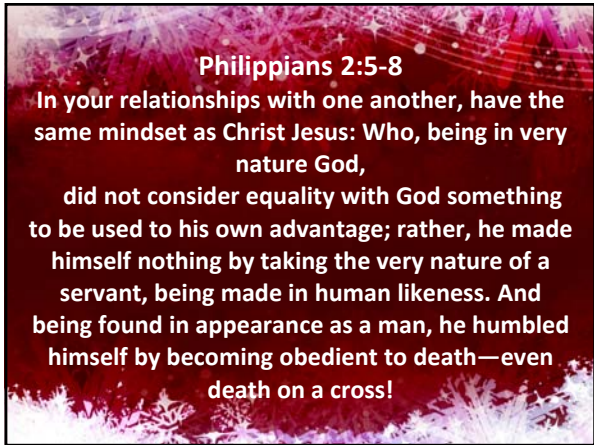 Philippians 2:5-8
In your relationships with one another, have the
same mindset as Christ Jesus: Who, being in very
nature God,
did not consider equality with God something
to be used to his own advantage; rather, he made
himself nothing by taking the very nature of a
servant, being made in human likeness. And
being found in appearance as a man, he humbled
himself by becoming obedient to death—even
death on a cross!